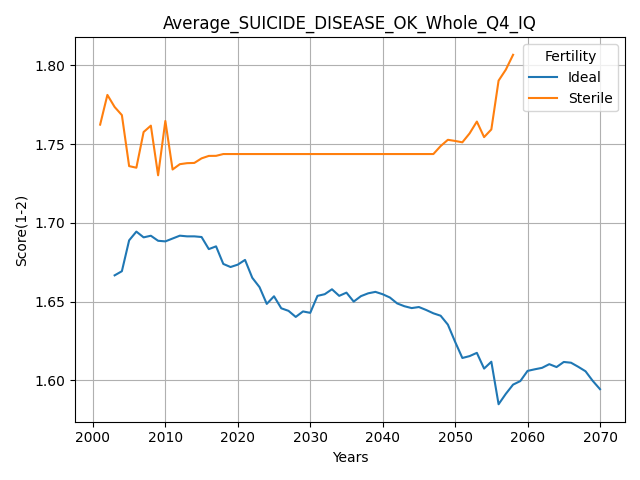 Average_SUICIDE_DISEASE_OK_Whole_Q4_IQ
Fertility
Ideal
Sterile
Score(1-2)
1.80
1.75
1.70
1.65
1.60
2000 2010 2020 2030 2040 2050 2060 2070
Years